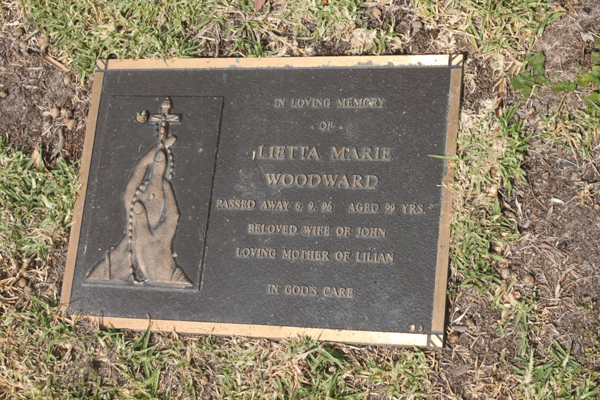 IN LOVING MEMORY
OF
LIETTA MARIE
WOODWARD
PASSED AWAY 6. 9. 96 AGED 99 YRS.
BELOVED WIFE OF JOHN
LOVING MOTHER OF LILIAN
IN GOD'S CARE